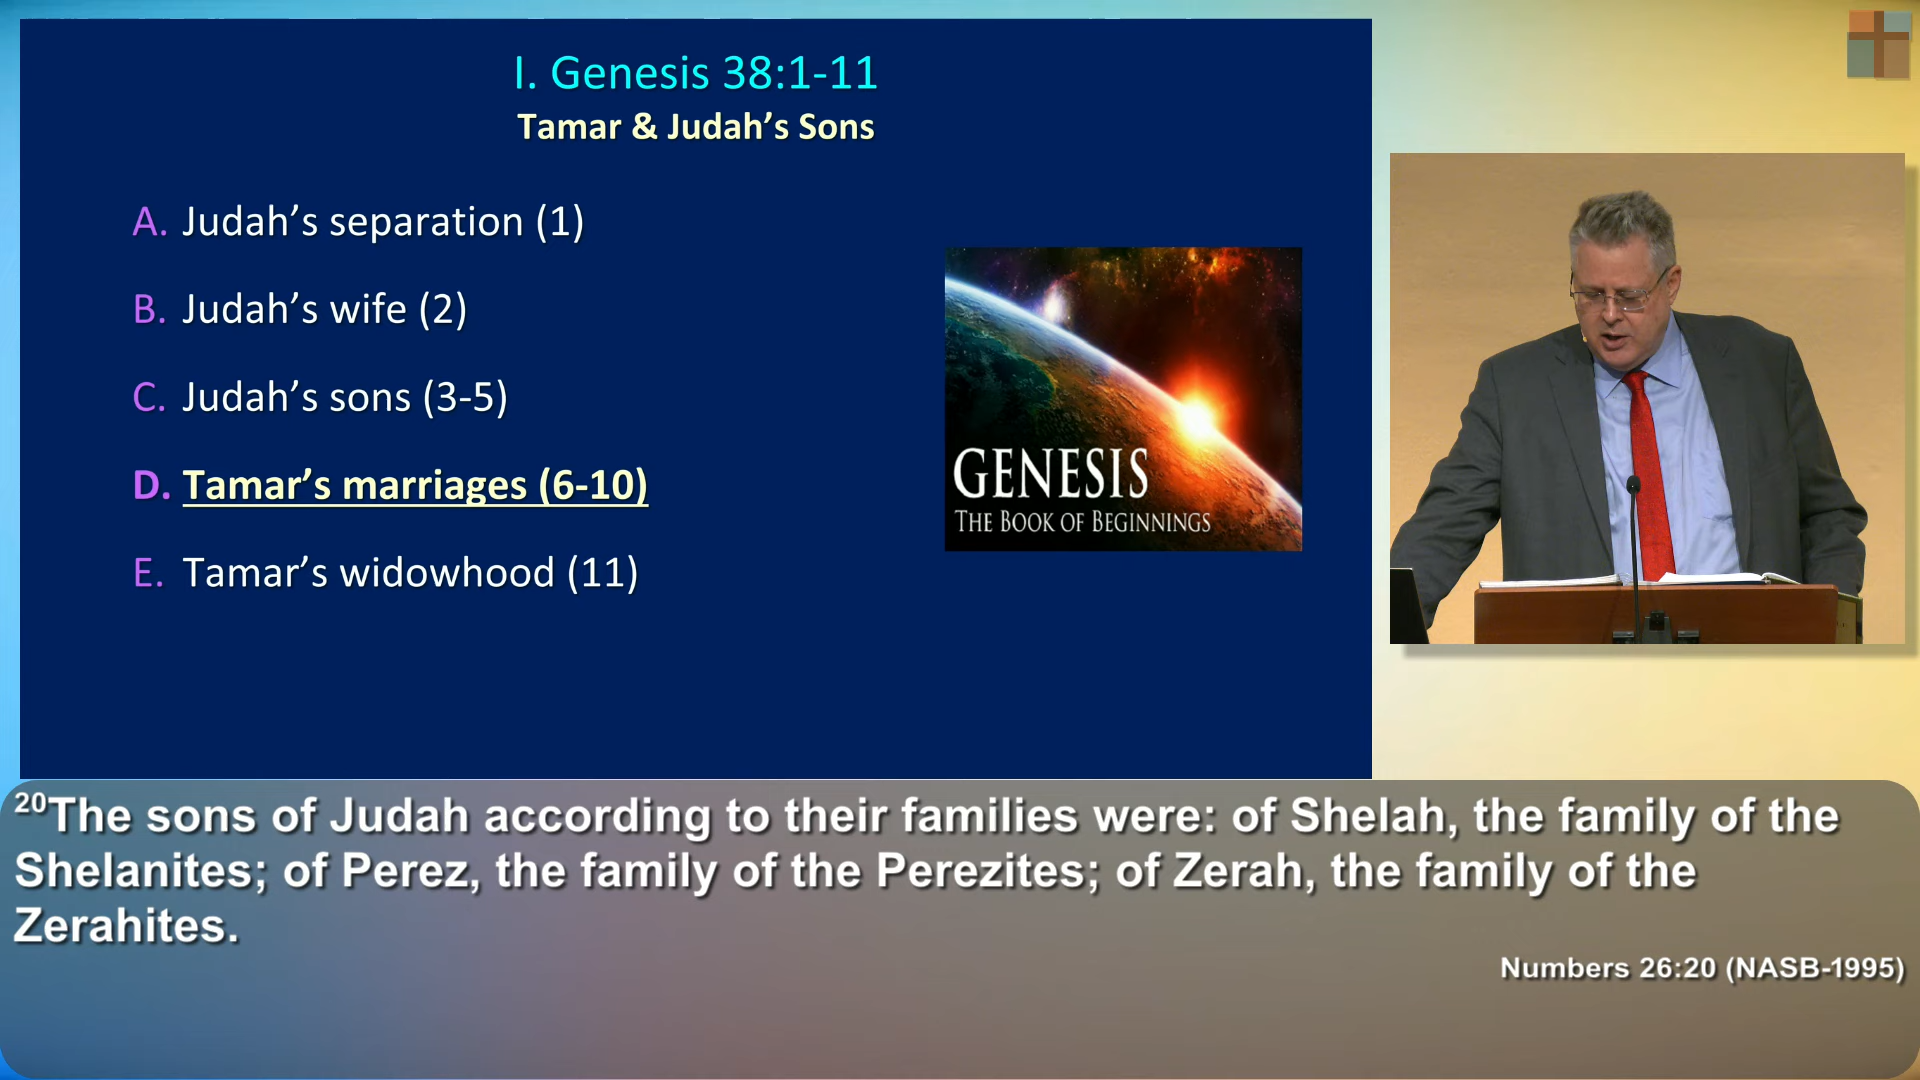 I. Genesis 38:1-11
Tamar & Judah’s Sons
A. Judah’s separation (1)
B. Judah’s wife (2)
C. Judah’s sons (3-5)
D. Tamar’s marriages (6-10)
E. Tamar’s widowhood (11)
GENESIS
THE BOOK OF BEGINNINGS
20The sons of Judah according to their families were: of Shelah, the family of the
Shelanites; of Perez, the family of the Perezites; of Zerah, the family of the
Zerahites.
Numbers 26:20 (NASB-1995)